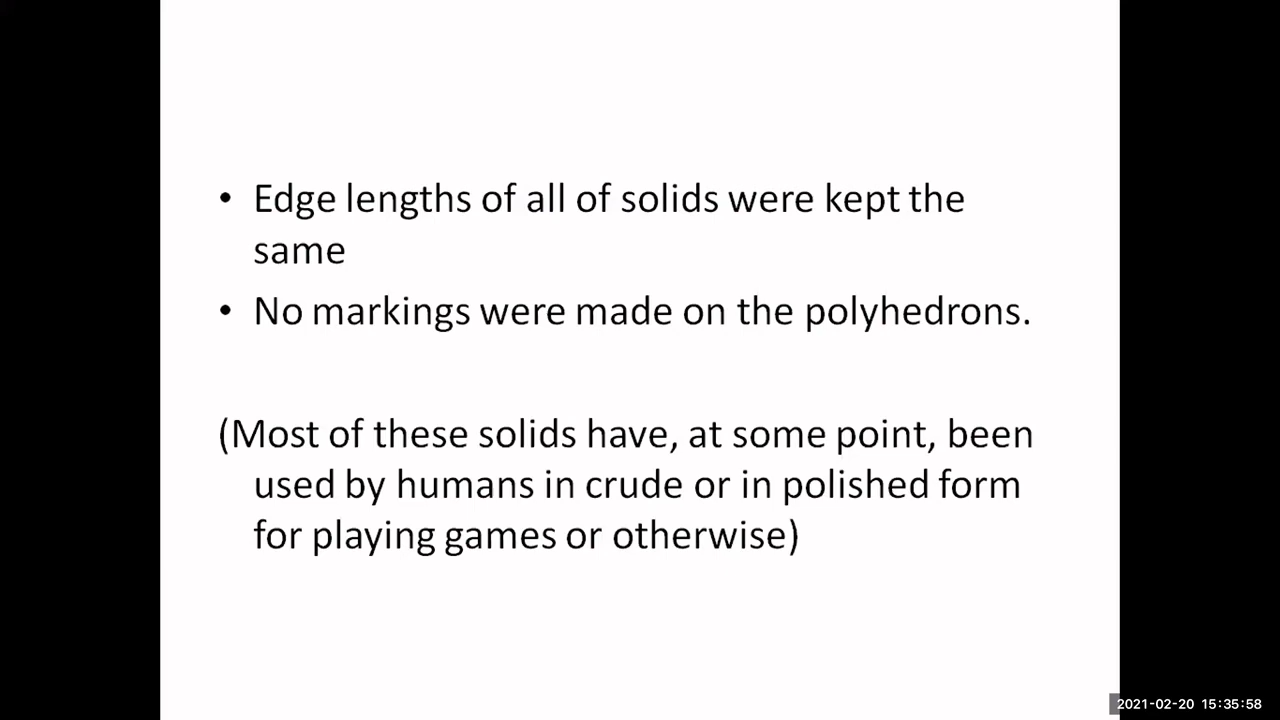 • Edge lengths of all of solids were kept the
same
• No markings were made on the polyhedrons.
(Most of these solids have, at some point, been
used by humans in crude or in polished form
for playing games or otherwise)
2021-02-20 15:35:58